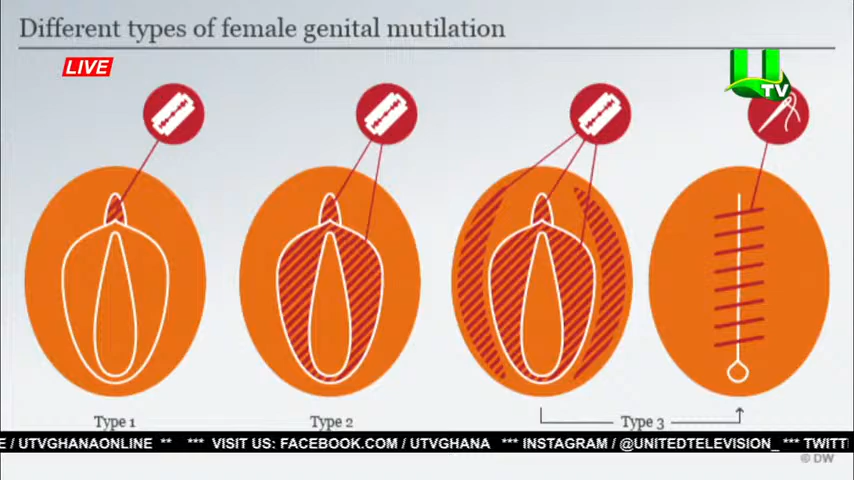 Different types of female genital mutilation
LIVE
U
TV
Type 1
Type 2
Type 3
E / UTVGHANAONLINE ** *** VISIT US: FACEBOOK.COM / UTVGHANA *** INSTAGRAM / @UNITEDTELEVISION_ *** TWITT
© DW